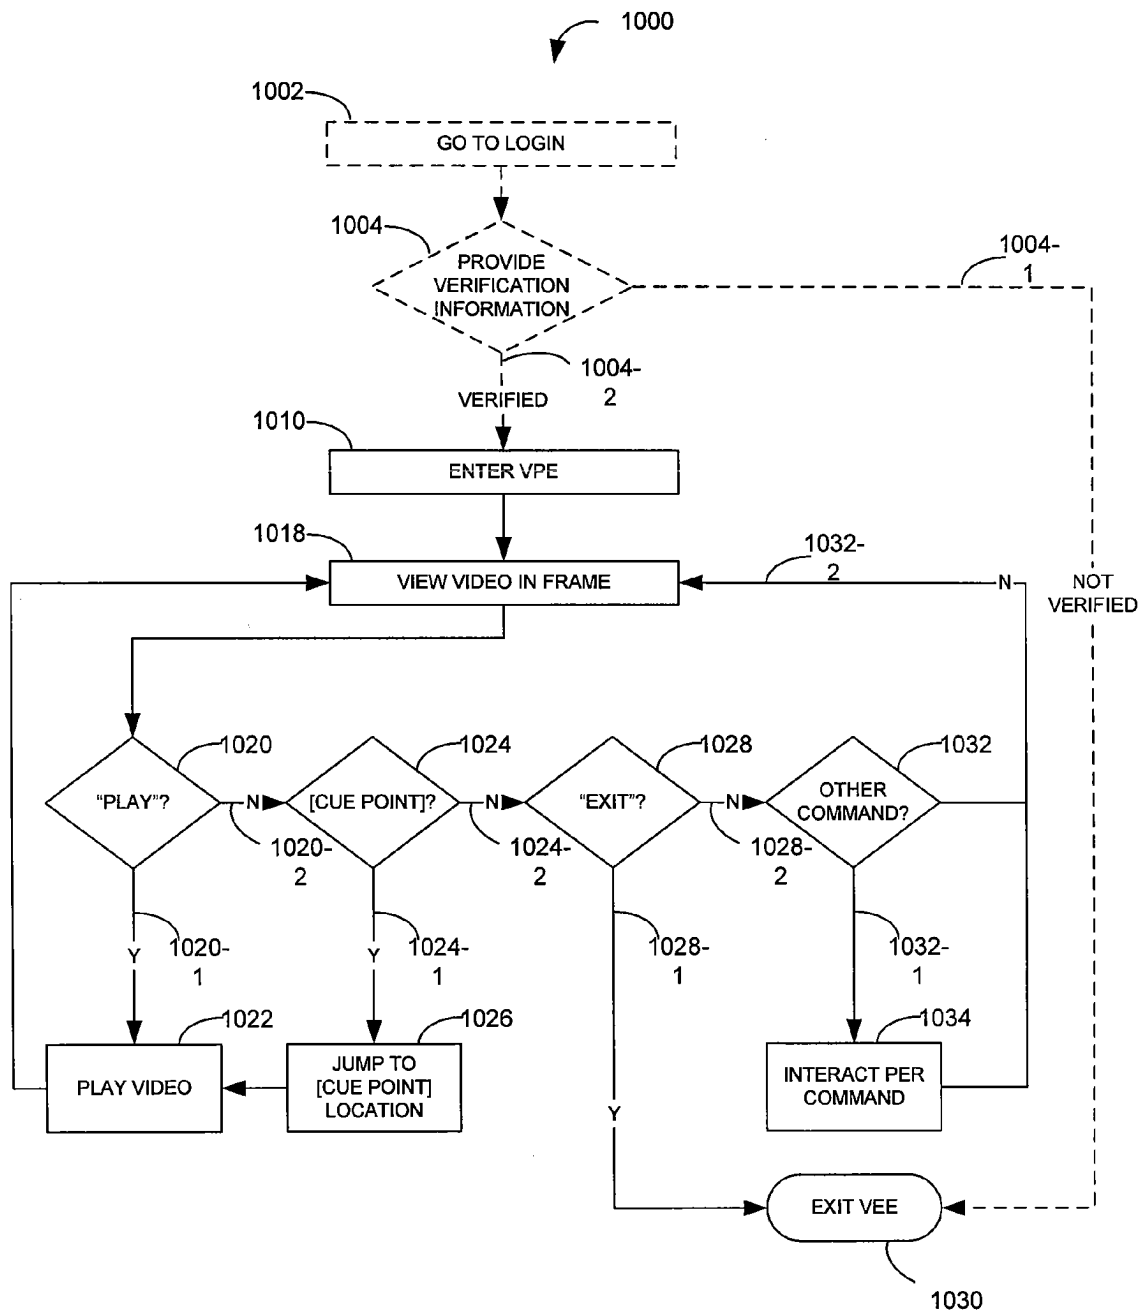 1000
1002
GO TO LOGIN
1004
PROVIDE
VERIFICATION
INFORMATION
1004-
1
1004-
2
VERIFIED
1010
ENTER VPE
1018
VIEW VIDEO IN FRAME
1032-
2
N
NOT
VERIFIED
1020
"PLAY"?
N
1020-
2
1024
[CUE POINT]?
N
1024-
2
1028
"EXIT"?
N
1028-
2
1032
OTHER
COMMAND?
1020-
1
Y
1024-
1
Y
1028-
1
1032-
1
1022
PLAY VIDEO
1026
JUMP TO
[CUE POINT]
LOCATION
1034
INTERACT PER
COMMAND
Y
EXIT VEE
1030